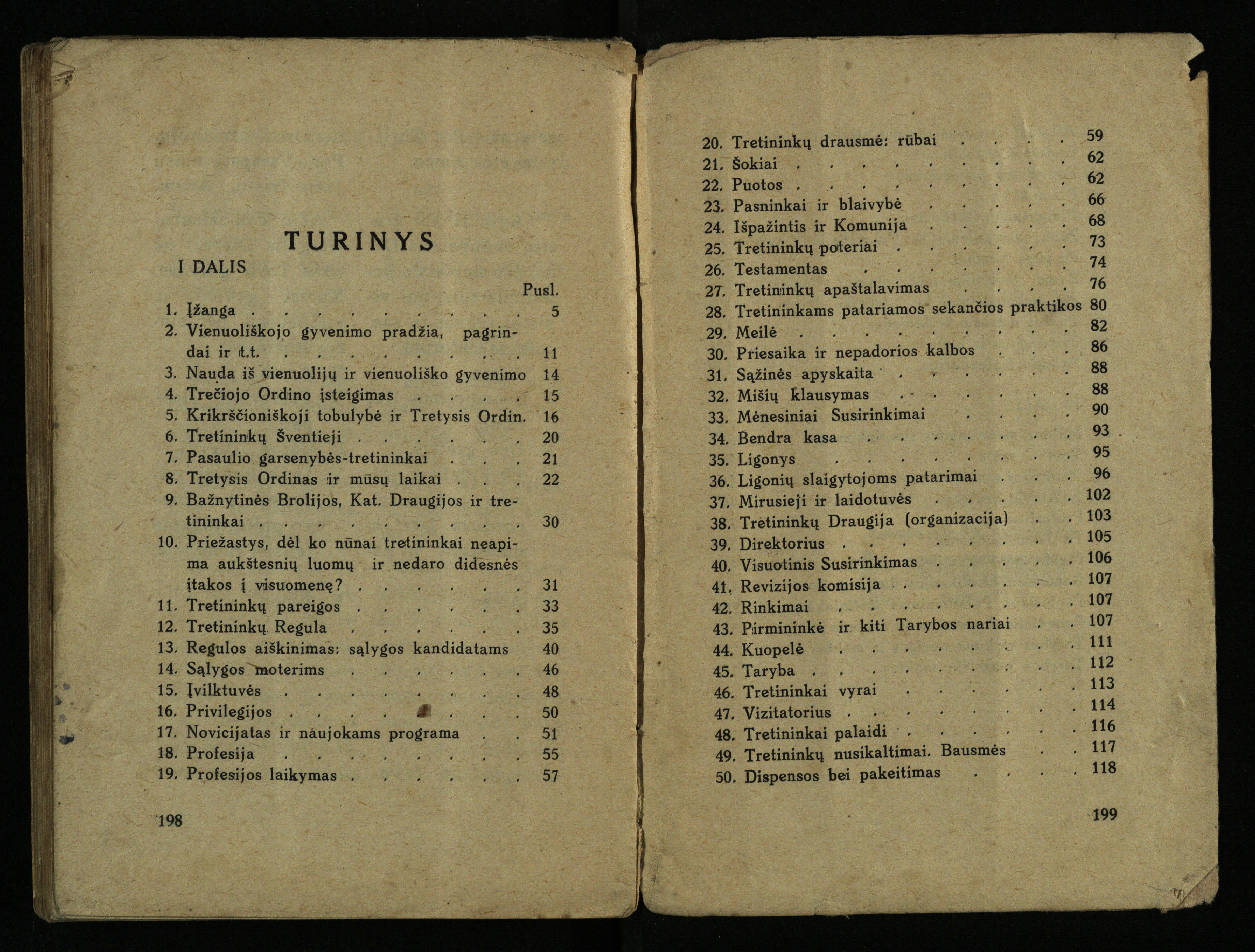 TURINYS
I DALIS
Pusl.
1. Įžanga . . . . . . . . . 5
2. Vienuoliškojo gyvenimo pradžia, pagrin-
dai ir t.t. . . . . . . . . 11
3. Nauda iš vienuolijų ir vienuoliško gyvenimo 14
4. Trečiojo Ordino įsteigimas . . . . 15
5. Krikrščioniškoji tobulybė ir Tretysis Ordin. 16
6. Tretininkų Šventieji . . . . . . 20
7. Pasaulio garsenybės-tretininkai . . . 21
8. Tretysis Ordinas ir mūsų laikai . . . 22
9. Bažnytinės Brolijos, Kat. Draugijos ir tre-
tininkai . . . . . . . . . 30
10. Priežastys, dėl ko nūnai tretininkai neapi-
ma aukštesnių luomų ir nedaro didesnės
įtakos į visuomenę? . . . . . . 31
11. Tretininkų pareigos . . . . . . 33
12. Tretininkų Regula . . . . . . 35
13. Regulos aiškinimas: sąlygos kandidatams 40
14. Sąlygos moterims . . . . . . 46
15. Įvilktuvės . . . . . . . . 48
16. Privilegijos . . . . . . . . 50
17. Novicijatas ir naujokams programa . . 51
18. Profesija . . . . . . . . 55
19. Profesijos laikymas . . . . . . 57
198
20. Tretininkų drausmė: rūbai . . . . 59
21. Šokiai . . . . . . . . . 62
22. Puotos . . . . . . . . . 62
23. Pasninkai ir blaivybė . . . . . 66
24. Išpažintis ir Komunija . . . . . 68
25. Tretininkų poteriai . . . . . . 73
26. Testamentas . . . . . . . 74
27. Tretininkų apaštalavimas . . . . 76
28. Tretininkams patariamos sekančios praktikos 80
29. Meilė . . . . . . . . . 82
30. Priesaika ir nepadorios kalbos . . . 86
31. Sąžinės apyskaita . . . . . . 88
32. Mišių klausymas . . . . . . 88
33. Mėnesiniai Susirinkimai . . . . 90
34. Bendra kasa . . . . . . . 93
35. Ligonys . . . . . . . . 95
36. Ligonių slaigytojoms patarimai . . . 96
37. Mirusieji ir laidotuvės . . . . . 102
38. Tretininkų Draugija (organizacija) . . 103
39. Direktorius . . . . . . . 105
40. Visuotinis Susirinkimas . . . . . 106
41. Revizijos komisija . . . . . . 107
42. Rinkimai . . . . . . . . 107
43. Pirmininkė ir kiti Tarybos nariai . . 107
44. Kuopelė . . . . . . . . 111
45. Taryba . . . . . . . . . 112
46. Tretininkai vyrai . . . . . . 113
47. Vizitatorius . . . . . . . 114
48. Tretininkai palaidi . . . . . . 116
49. Tretininkų nusikaltimai. Bausmės . . 117
50. Dispensos bei pakeitimas . . . . 118
199